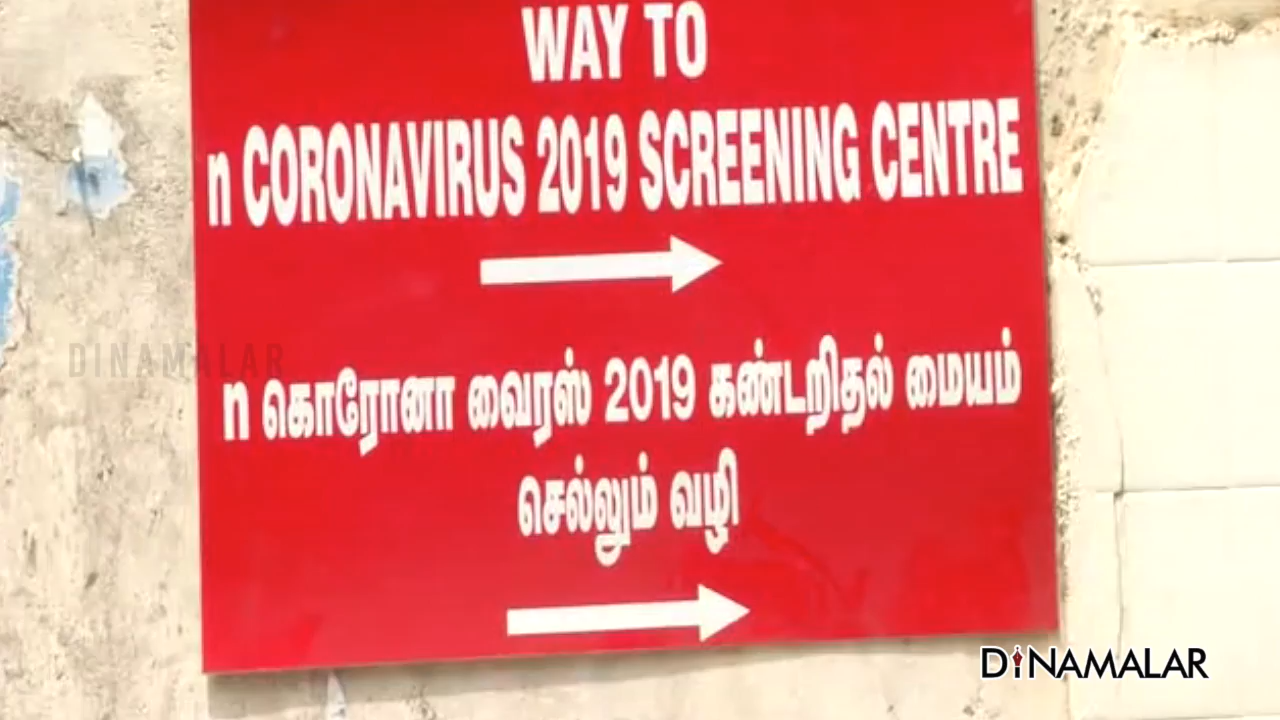 WAY TO
n CORONAVIRUS 2019 SCREENING CENTRE
DINAMALAR
n கொரோனா வைரஸ் 2019 கண்டறிதல் மையம்
செல்லும் வழி
DINAMALAR